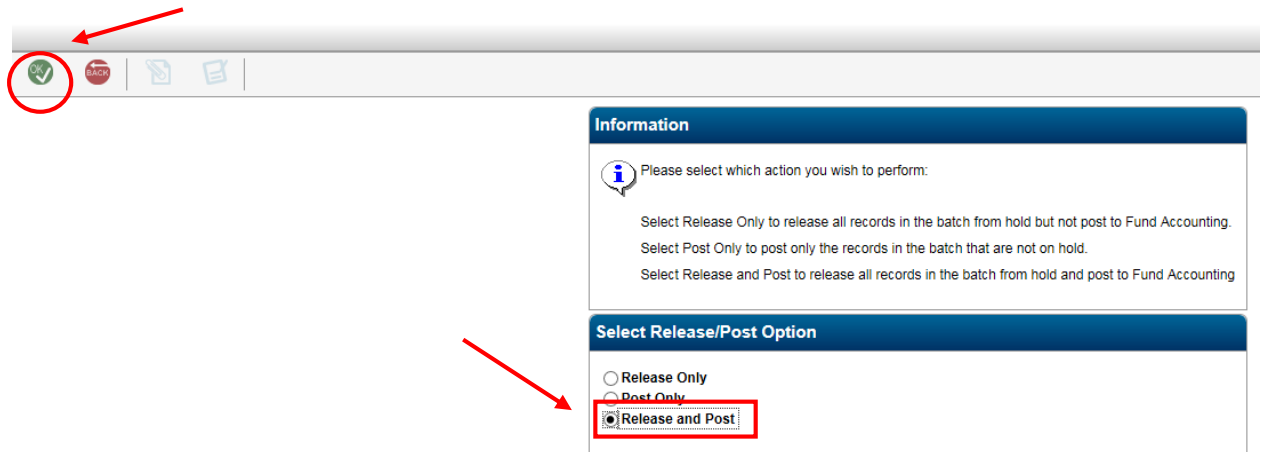 OK
BACK
Information
Please select which action you wish to perform:
Select Release Only to release all records in the batch from hold but not post to Fund Accounting.
Select Post Only to post only the records in the batch that are not on hold.
Select Release and Post to release all records in the batch from hold and post to Fund Accounting
Select Release/Post Option
Release Only
Post Only
Release and Post